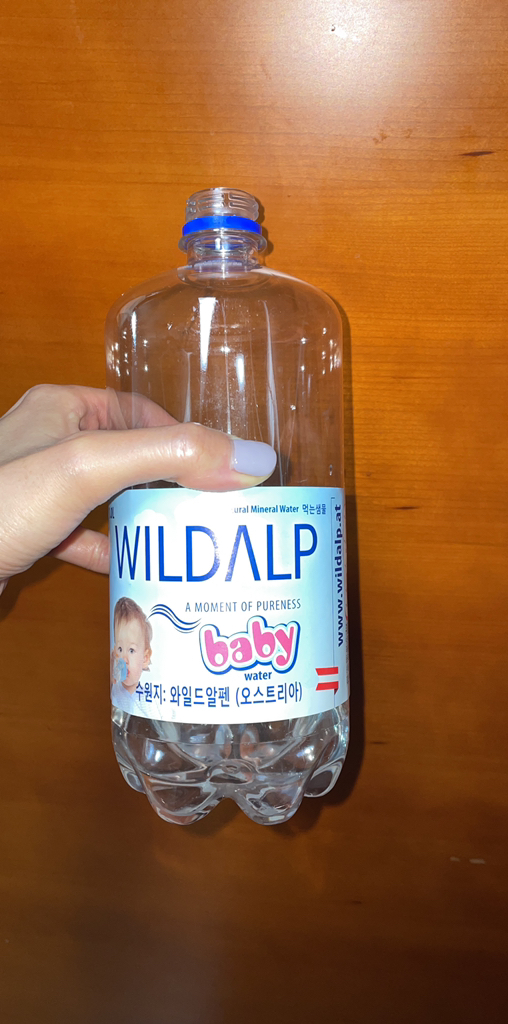 Mineral Water 먹는샘물
WILDALP
A MOMENT OF PURENESS
baby
water
수원지: 와일드알펜 (오스트리아)
www.wildalp.at